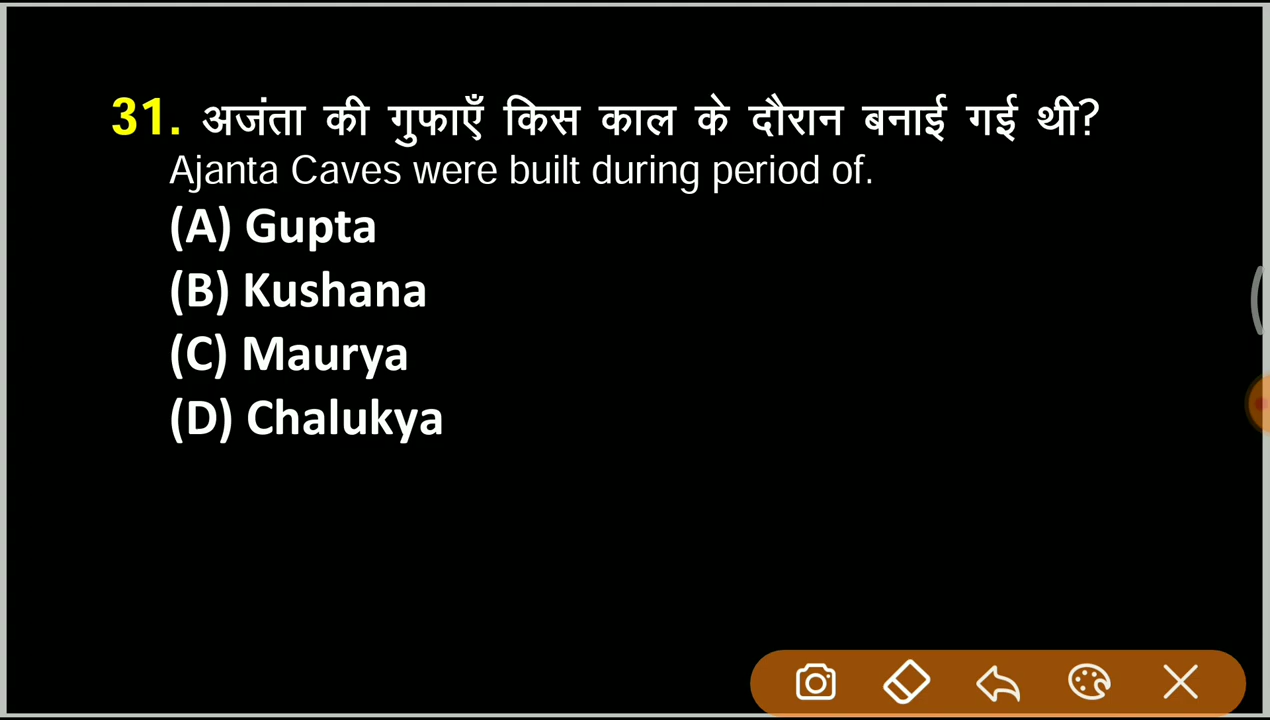 31. अजंता की गुफाएँ किस काल के दौरान बनाई गई थी?
Ajanta Caves were built during period of.
(A) Gupta
(B) Kushana
(C) Maurya
(D) Chalukya